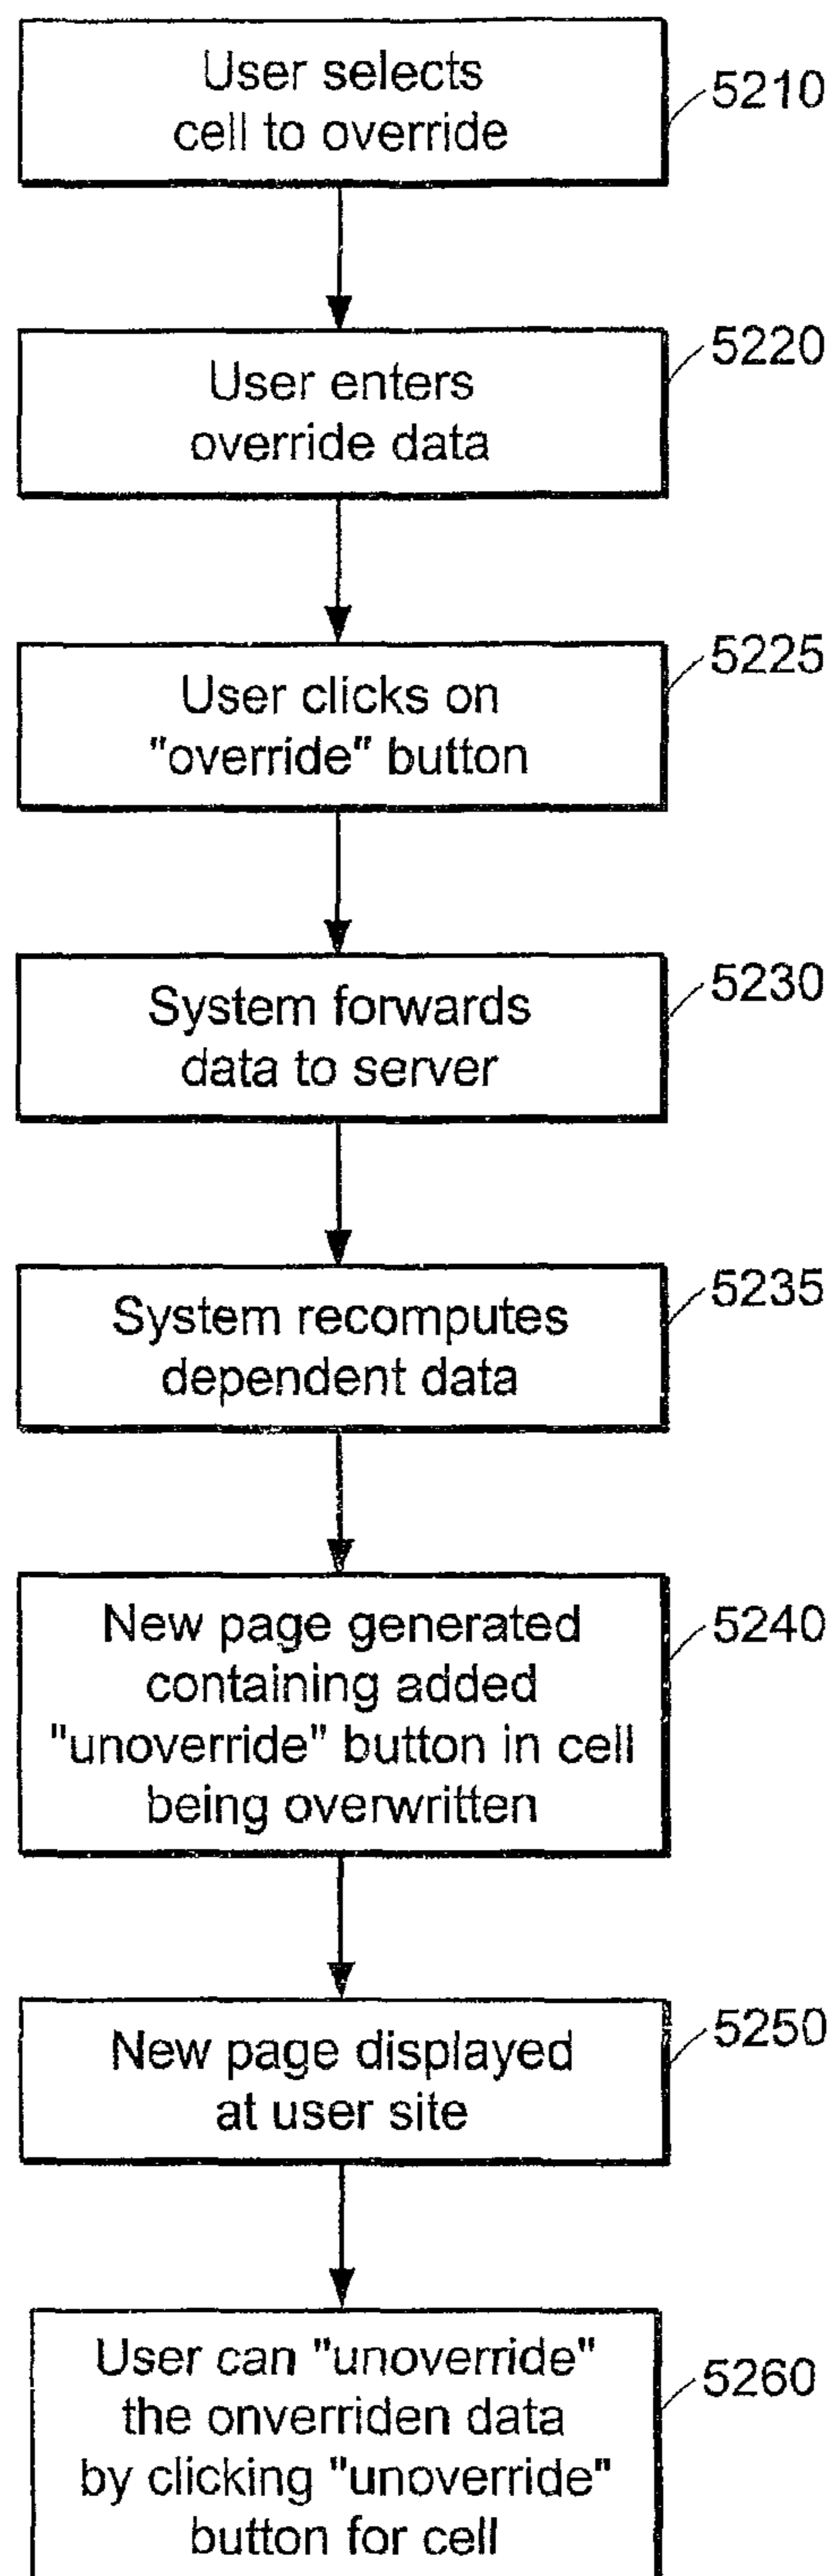 User selects
cell to override
5210
User enters
override data
5220
User clicks on
"override" button
5225
System forwards
data to server
5230
System recomputes
dependent data
5235
New page generated
containing added
"unoverride" button in cell
being overwritten
5240
New page displayed
at user site
5250
User can "unoverride"
the onverriden data
by clicking "unoverride"
button for cell
5260